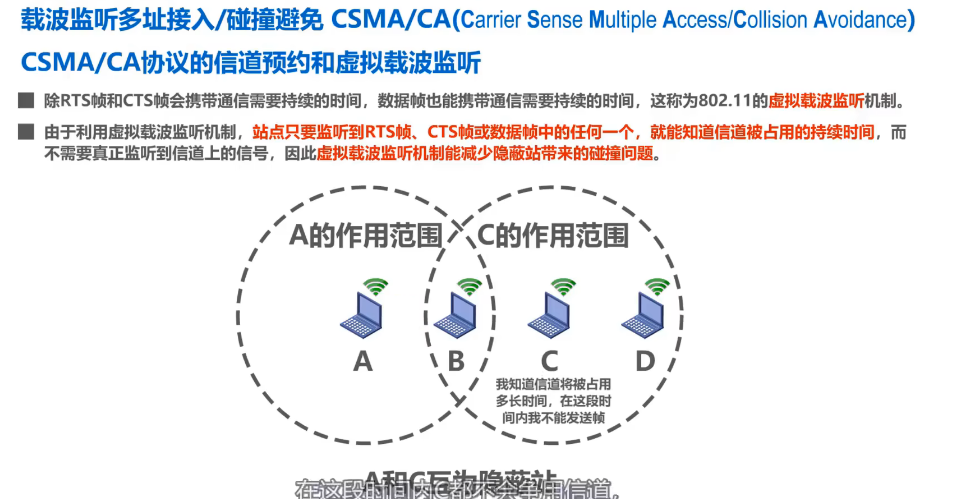 载波监听多址接入/碰撞避免 CSMA/CA(Carrier Sense Multiple Access/Collision Avoidance)
CSMA/CA协议的信道预约和虚拟载波监听
除RTS帧和CTS帧会携带通信需要持续的时间，数据帧也能携带通信需要持续的时间，这称为802.11的虚拟载波监听机制。
由于利用虚拟载波监听机制，站点只要监听到RTS帧、CTS帧或数据帧中的任何一个，就能知道信道被占用的持续时间，而
不需要真正监听到信道上的信号，因此虚拟载波监听机制能减少隐蔽站带来的碰撞问题。
A的作用范围 C的作用范围
A B C D
我知道信道将被占用
多长时间，在这段时
间内我不能发送帧
A和C互为隐蔽站
在这段时间内C都不会争用信道，